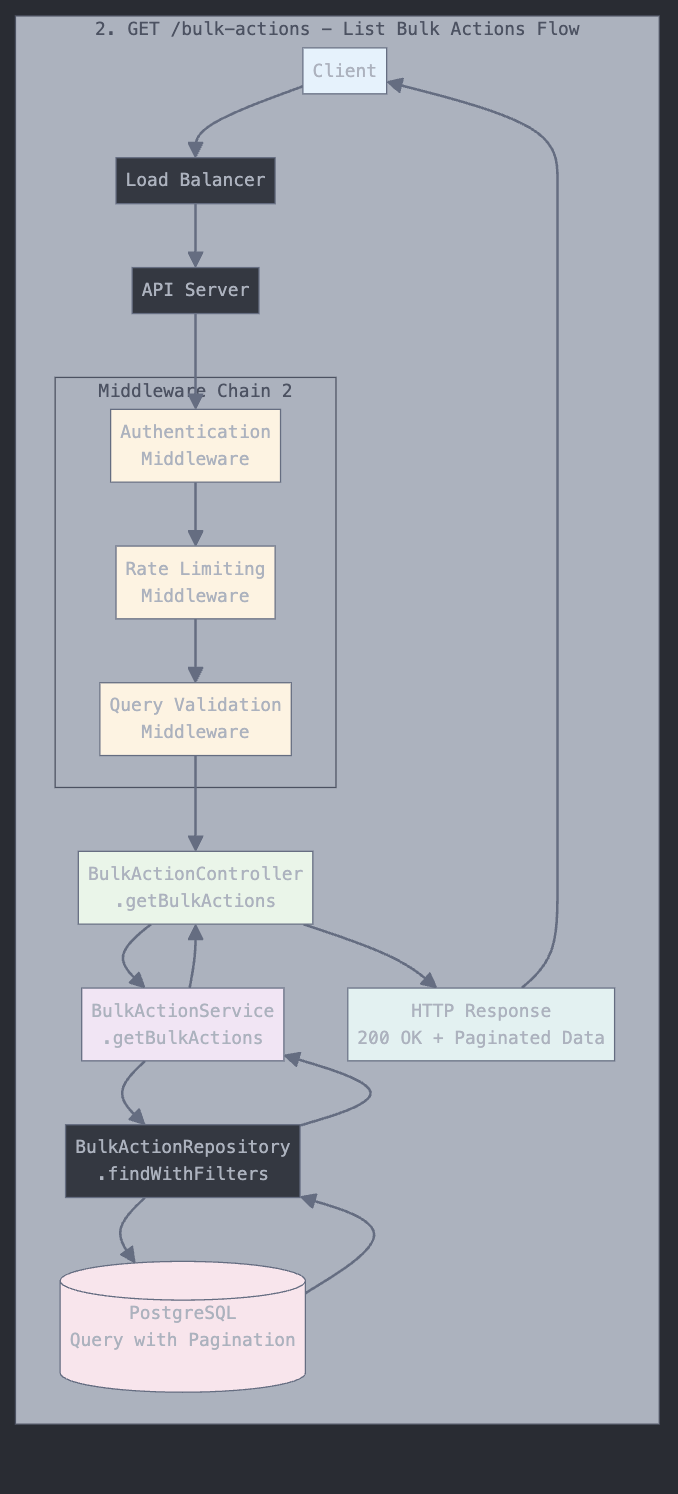 2. GET /bulk-actions - List Bulk Actions Flow
Client
Load Balancer
API Server
Middleware Chain 2
Authentication
Middleware
Rate Limiting
Middleware
Query Validation
Middleware
BulkActionController
.getBulkActions
BulkActionService
.getBulkActions
HTTP Response
200 OK + Paginated Data
BulkActionRepository
.findWithFilters
PostgreSQL
Query with Pagination